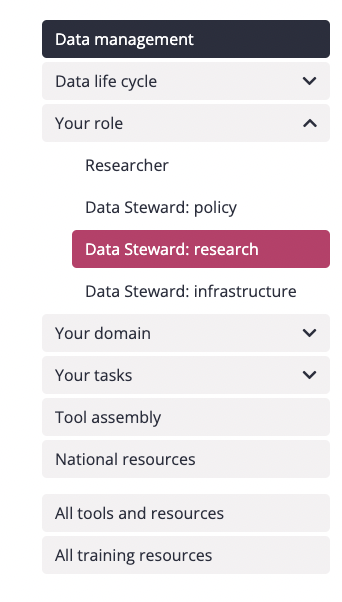 Data management
Data life cycle
Your role
Researcher
Data Steward: policy
Data Steward: research
Data Steward: infrastructure
Your domain
Your tasks
Tool assembly
National resources
All tools and resources
All training resources